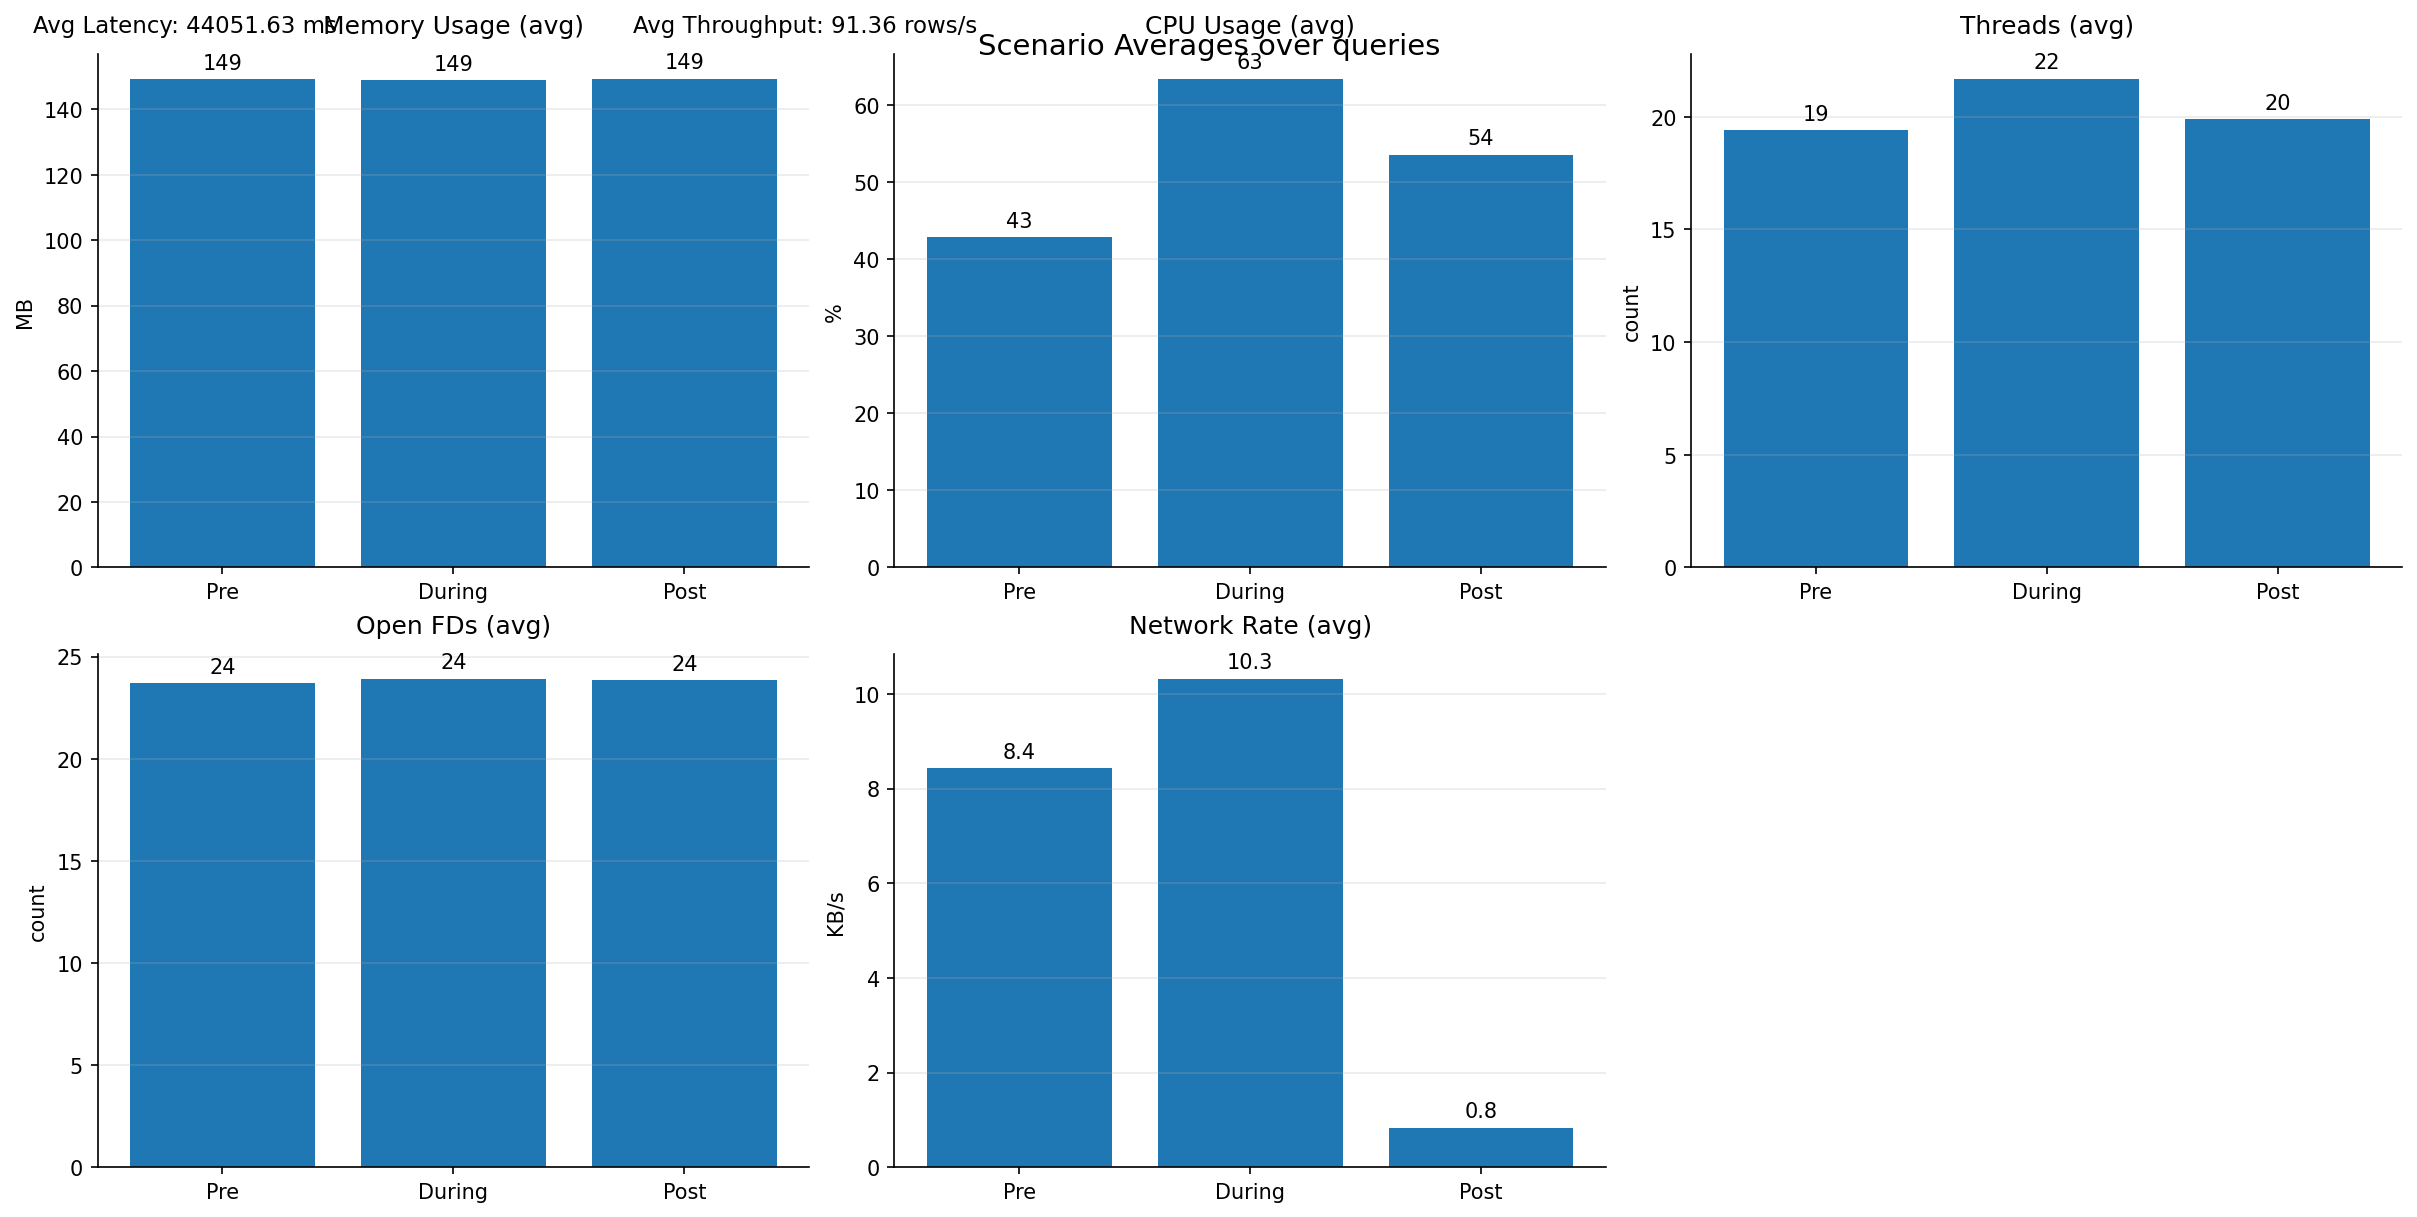 Avg Latency: 44051.63 ms
Avg Throughput: 91.36 rows/s
Scenario Averages over queries
Memory Usage (avg)
149
149
149
140
120
100
80
60
40
20
0
MB
Pre
During
Post
CPU Usage (avg)
43
63
54
60
50
40
30
20
10
0
%
Pre
During
Post
Threads (avg)
19
22
20
20
15
10
5
0
count
Pre
During
Post
Open FDs (avg)
24
24
24
25
20
15
10
5
0
count
Pre
During
Post
Network Rate (avg)
8.4
10.3
0.8
10
8
6
4
2
0
KB/s
Pre
During
Post